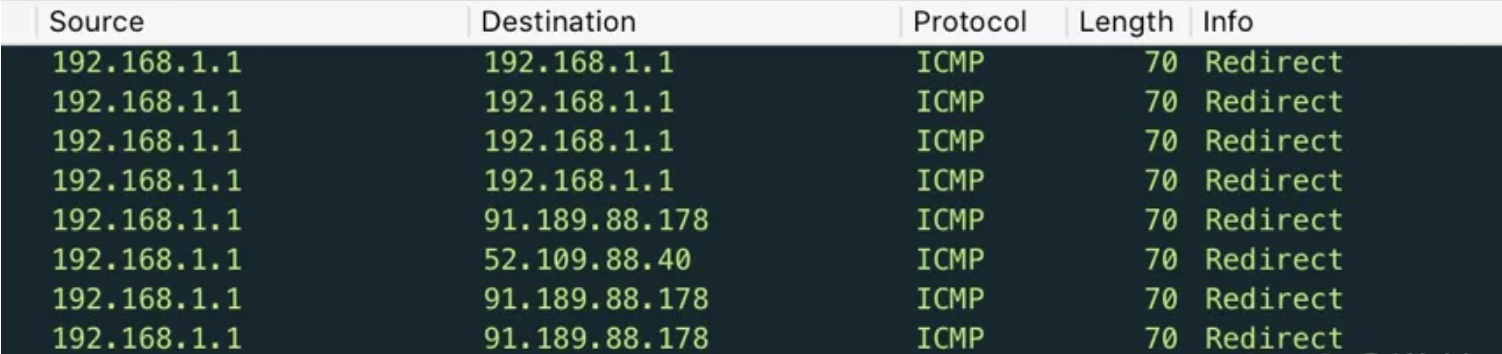 Source Destination Protocol Length Info
192.168.1.1 192.168.1.1 ICMP 70 Redirect
192.168.1.1 192.168.1.1 ICMP 70 Redirect
192.168.1.1 192.168.1.1 ICMP 70 Redirect
192.168.1.1 192.168.1.1 ICMP 70 Redirect
192.168.1.1 91.189.88.178 ICMP 70 Redirect
192.168.1.1 52.109.88.40 ICMP 70 Redirect
192.168.1.1 91.189.88.178 ICMP 70 Redirect
192.168.1.1 91.189.88.178 ICMP 70 Redirect